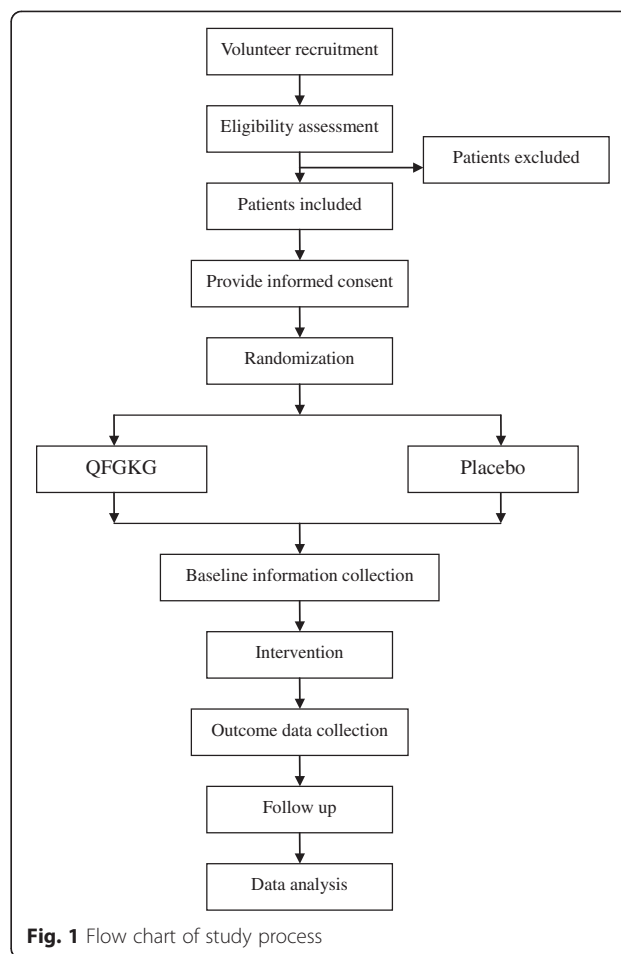 Volunteer recruitment
Eligibility assessment
Patients excluded
Patients included
Provide informed consent
Randomization
QFGKG
Placebo
Baseline information collection
Intervention
Outcome data collection
Follow up
Data analysis
Fig. 1 Flow chart of study process